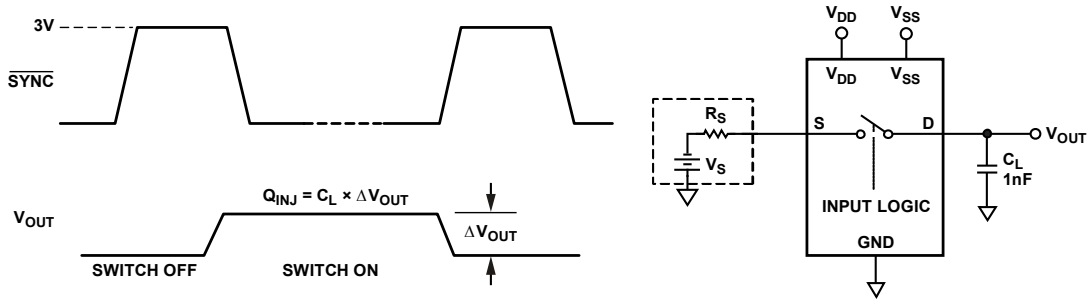 3V
SYNC
V_OUT
Q_INJ = C_L × ΔV_OUT
ΔV_OUT
SWITCH OFF
SWITCH ON
V_DD
V_SS
V_DD
V_SS
R_S
V_S
S
D
INPUT LOGIC
GND
V_OUT
C_L
1nF